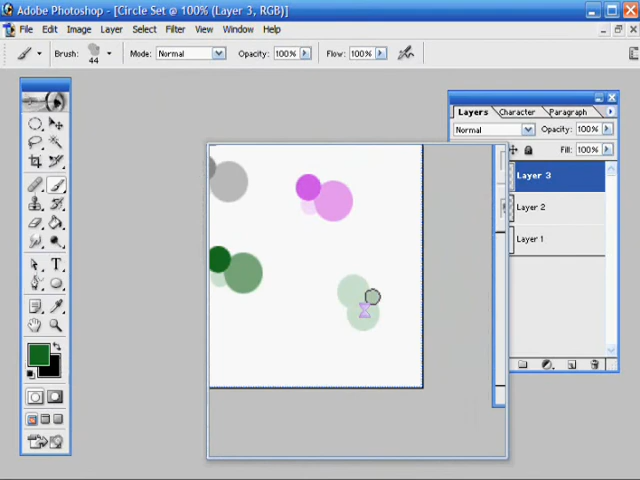 Adobe Photoshop - [Circle Set @ 100% (Layer 3, RGB)]
File Edit Image Layer Select Filter View Window Help
Brush: 44 Mode: Normal Opacity: 100% Flow: 100%
Layers Character Paragraph
Normal Opacity: 100%
Fill: 100%
Layer 3
Layer 2
Layer 1
T